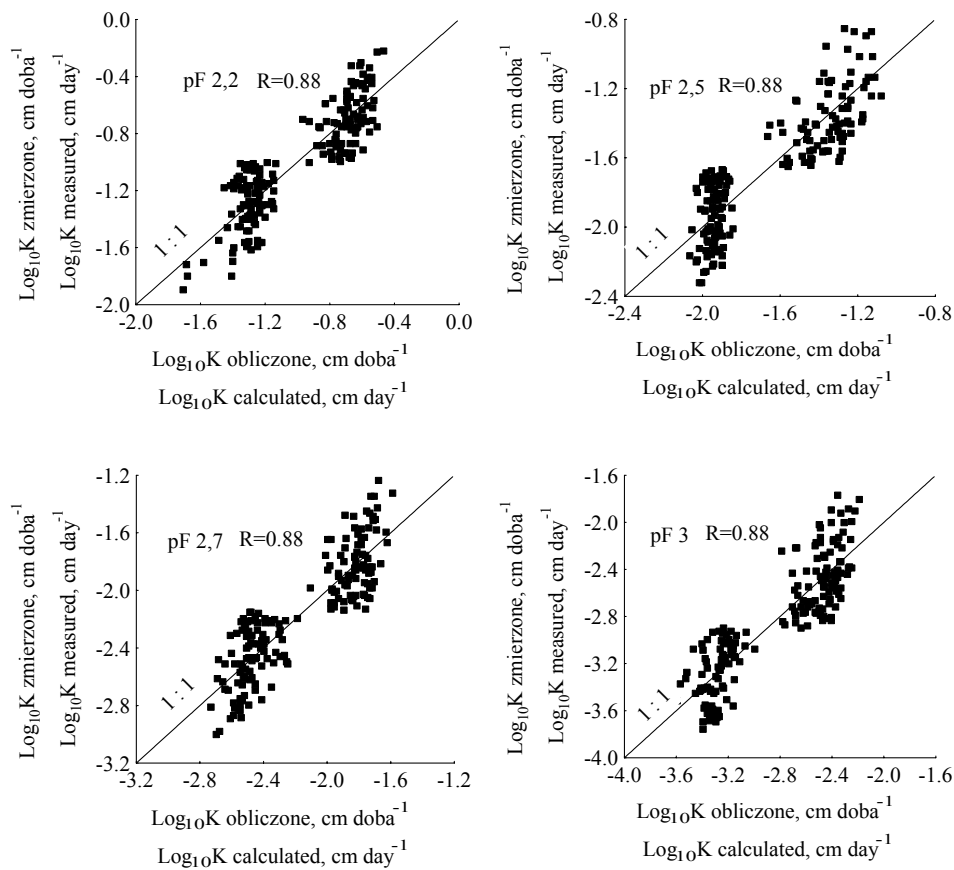 0.0
-0.4
-0.8
-1.2
-1.6
-2.0
-2.0 -1.6 -1.2 -0.8 -0.4 0.0
pF 2,2 R=0.88
1 : 1
Log₁₀K zmierzone, cm doba⁻¹
Log₁₀K measured, cm day⁻¹
Log₁₀K obliczone, cm doba⁻¹
Log₁₀K calculated, cm day⁻¹
-0.8
-1.2
-1.6
-2.0
-2.4
-2.4 -2.0 -1.6 -1.2 -0.8
pF 2,5 R=0.88
1 : 1
Log₁₀K zmierzone, cm doba⁻¹
Log₁₀K measured, cm day⁻¹
Log₁₀K obliczone, cm doba⁻¹
Log₁₀K calculated, cm day⁻¹
-1.2
-1.6
-2.0
-2.4
-2.8
-3.2
-3.2 -2.8 -2.4 -2.0 -1.6 -1.2
pF 2,7 R=0.88
1 : 1
Log₁₀K zmierzone, cm doba⁻¹
Log₁₀K measured, cm day⁻¹
Log₁₀K obliczone, cm doba⁻¹
Log₁₀K calculated, cm day⁻¹
-1.6
-2.0
-2.4
-2.8
-3.2
-3.6
-4.0
-4.0 -3.6 -3.2 -2.8 -2.4 -2.0 -1.6
pF 3 R=0.88
1 : 1
Log₁₀K zmierzone, cm doba⁻¹
Log₁₀K measured, cm day⁻¹
Log₁₀K obliczone, cm doba⁻¹
Log₁₀K calculated, cm day⁻¹